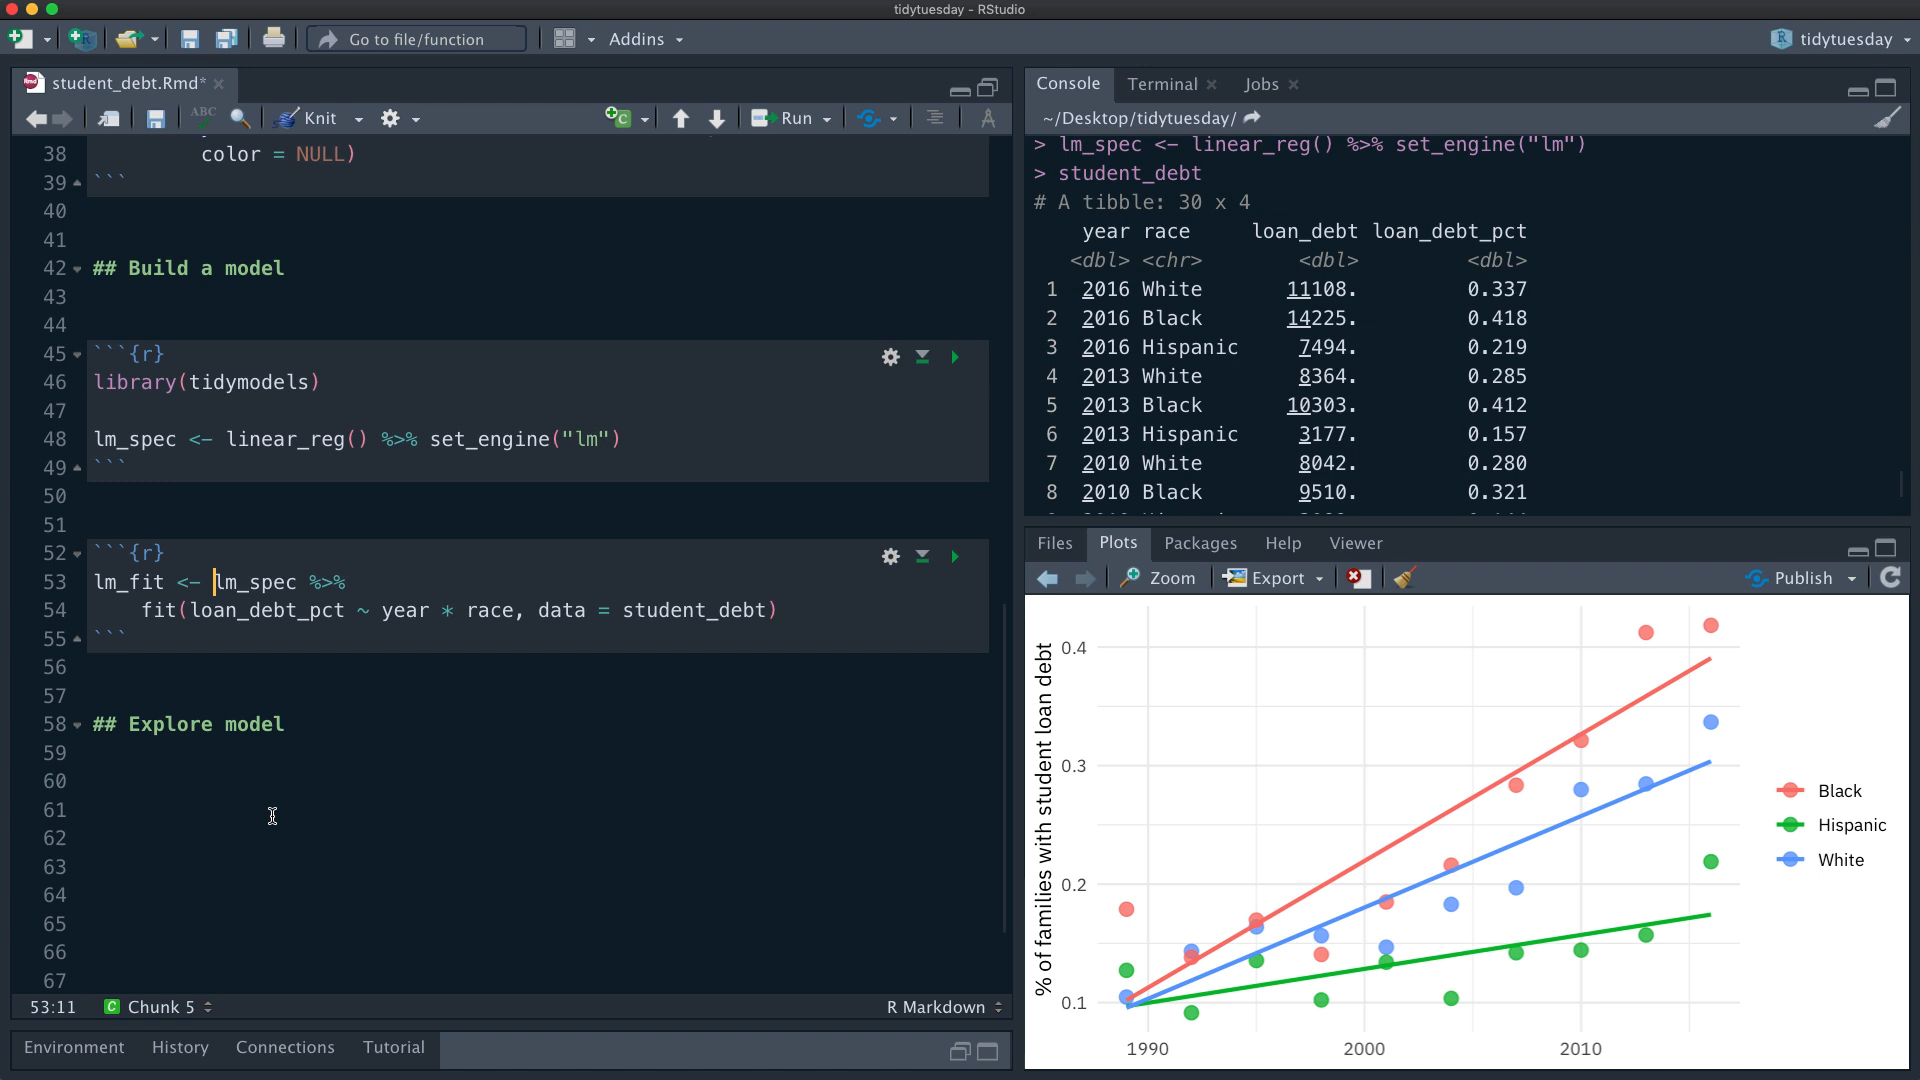 tidytuesday - RStudio
Go to file/function
Addins
tidytuesday
student_debt.Rmd*
ABC
Knit
Run
38 color = NULL)
39 ```
40
41
42 ## Build a model
43
44
45 ```{r}
46 library(tidymodels)
47
48 lm_spec <- linear_reg() %>% set_engine("lm")
49 ```
50
51
52 ```{r}
53 lm_fit <- lm_spec %>%
54 fit(loan_debt_pct ~ year * race, data = student_debt)
55 ```
56
57
58 ## Explore model
59
60
61
62
63
64
65
66
67
53:11 Chunk 5 R Markdown
Environment History Connections Tutorial
Console Terminal Jobs
~/Desktop/tidytuesday/
> lm_spec <- linear_reg() %>% set_engine("lm")
> student_debt
# A tibble: 30 x 4
year race loan_debt loan_debt_pct
<dbl> <chr> <dbl> <dbl>
1 2016 White 11108. 0.337
2 2016 Black 14225. 0.418
3 2016 Hispanic 7494. 0.219
4 2013 White 8364. 0.285
5 2013 Black 10303. 0.412
6 2013 Hispanic 3177. 0.157
7 2010 White 8042. 0.280
8 2010 Black 9510. 0.321
Files Plots Packages Help Viewer
Zoom Export Publish
% of families with student loan debt
0.4
0.3
0.2
0.1
1990 2000 2010
Black
Hispanic
White